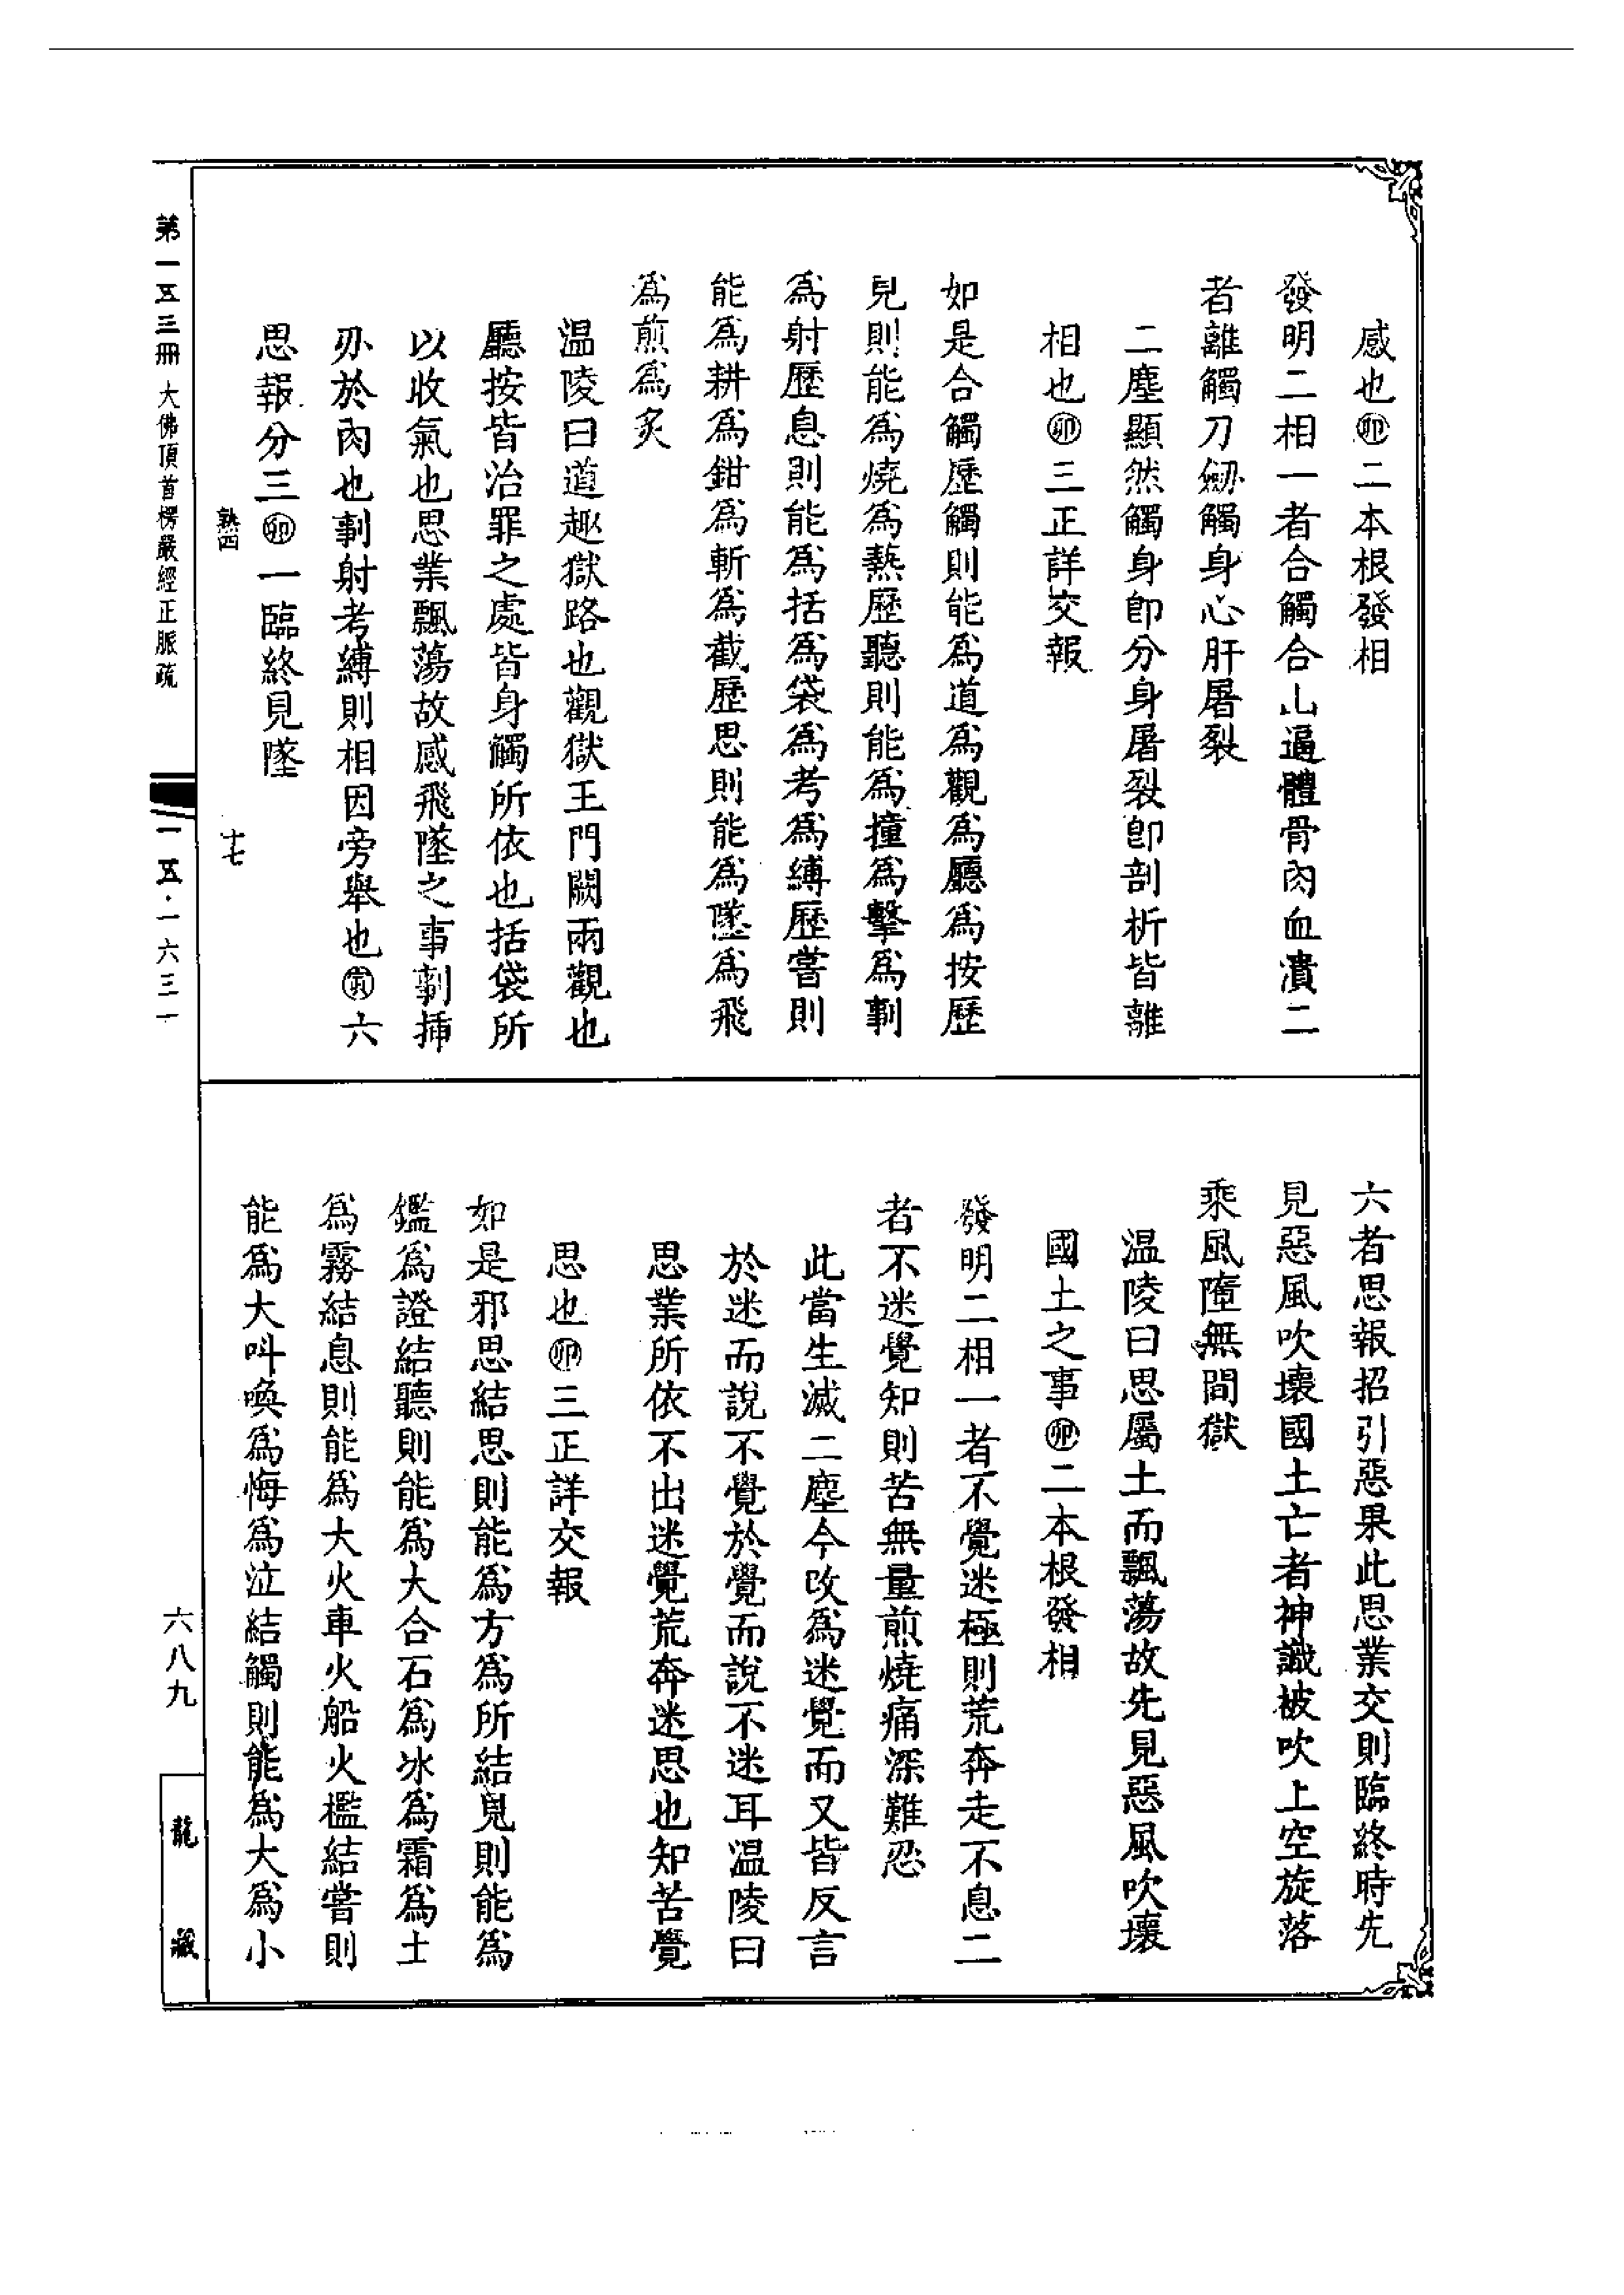 感也㊞二本根發相
發明二相一者合觸合山逼體骨肉血潰二
者離觸刀劒觸身心肝屠裂
二塵顯然觸身卽分身屠裂卽剖析皆離
相也三正詳交報
如是合觸歷觸則能爲道爲觀爲廳爲按歷
見則能爲燒爲爇歷聽則能爲撞爲擊爲剚
爲射歷息則能爲括爲袋爲考爲縛歷嘗則
能爲耕爲鉗爲斬爲截歷思則能爲墜爲飛
爲煎爲炙
温陵曰道趣獄路也觀獄王門闕兩觀也
廳按皆治罪之處皆身觸所依也括袋所
以收氣也思業飄蕩故感飛墜之事剚揷
刅於肉也剚射考縛則相因旁舉也寅六
思報分三卯一臨終見墜
熟四
十七
六者思報招引惡果此思業交則臨終時先
見惡風吹壞國土亡者神識被吹上空旋落
乘風墮無間獄
温陵曰思屬土而飄蕩故先見惡風吹壞
國土之事卯二本根發相
發明二相一者不覺迷極則荒奔走不息二
者不迷覺知則苦無量煎燒痛深難忍
此當生滅二塵今改爲迷覺而又皆反言
於迷而說不覺於覺而說不迷耳温陵曰
思業所依不出迷覺荒奔迷思也知苦覺
思也卯三正詳交報
如是邪思結思則能爲方爲所結見則能爲
鑑爲證結聽則能爲大合石爲冰爲霜爲土
爲霧結息則能爲大火車火船火檻結嘗則
能爲大叫喚爲悔爲泣結觸則能爲大爲小
第一五三冊 大佛頂首楞嚴經正脈疏
一五·一六三一
六八九
龍藏